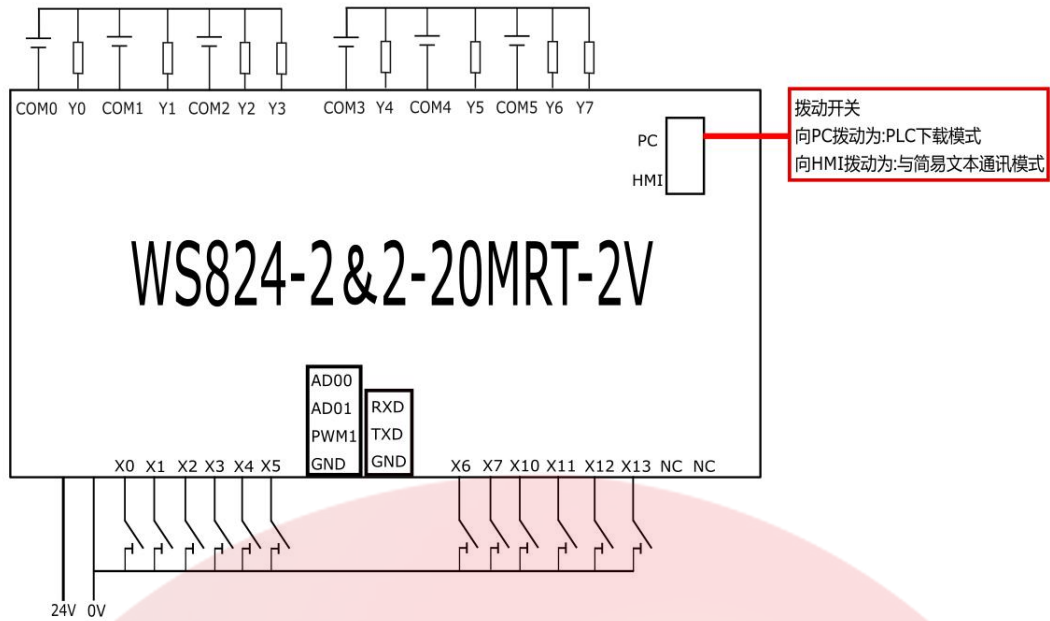 COM0 Y0 COM1 Y1 COM2 Y2 Y3 COM3 Y4 COM4 Y5 COM5 Y6 Y7
拨动开关
向PC拨动为:PLC下载模式
向HMI拨动为:与简易文本通讯模式
PC
HMI
WS824-2&2-20MRT-2V
AD00
AD01
PWM1
GND
RXD
TXD
GND
X0 X1 X2 X3 X4 X5
X6 X7 X10 X11 X12 X13 NC NC
24V 0V